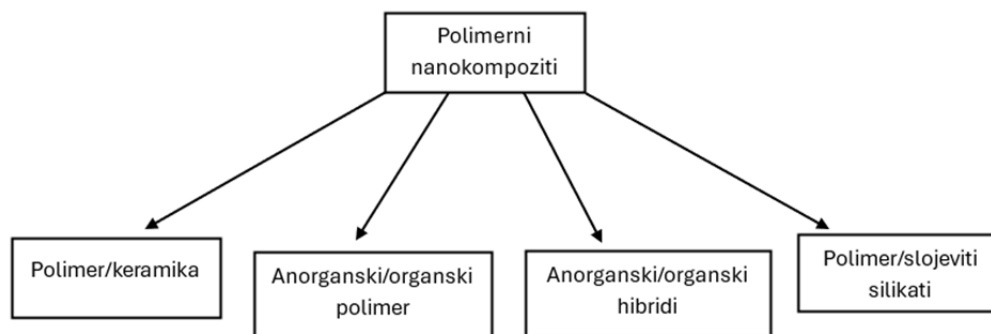 Polimerni
nanokompoziti
Polimer/keramika
Anorganski/organski
polimer
Anorganski/organski
hibridi
Polimer/slojeviti
silikati